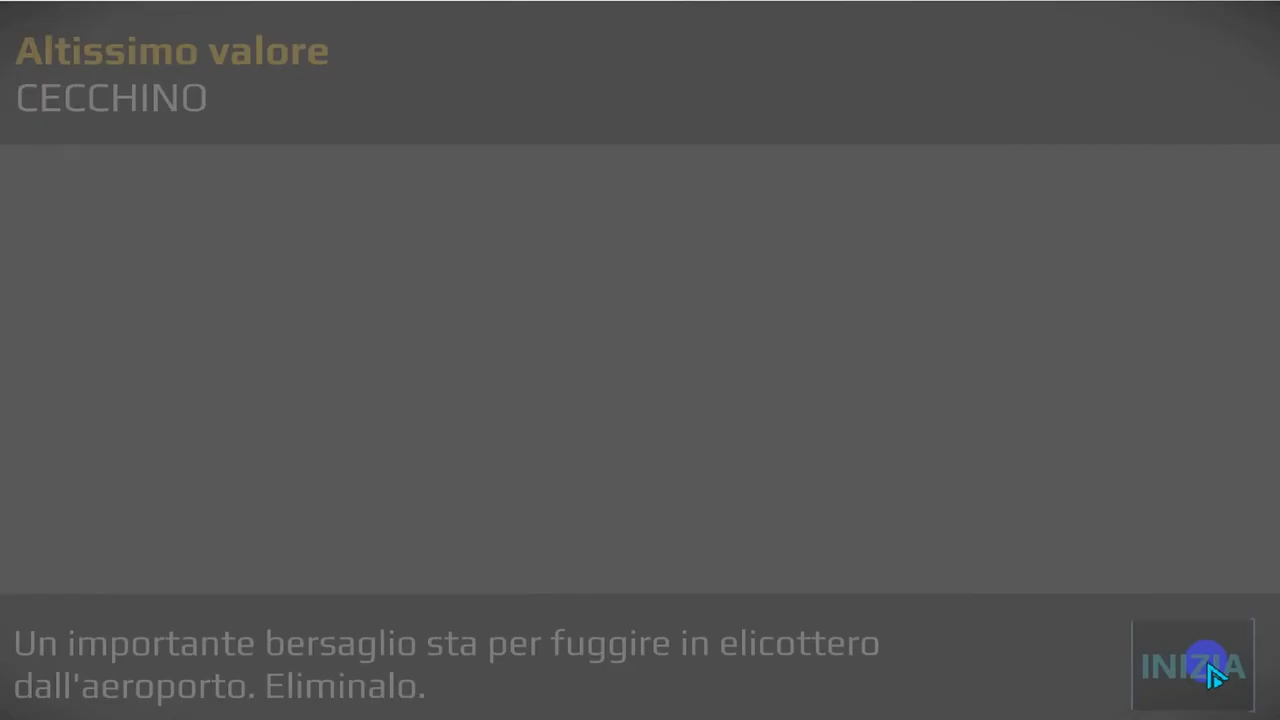 Altissimo valore
CECCHINO
Un importante bersaglio sta per fuggire in elicottero
dall'aeroporto. Eliminalo.
INIZIA